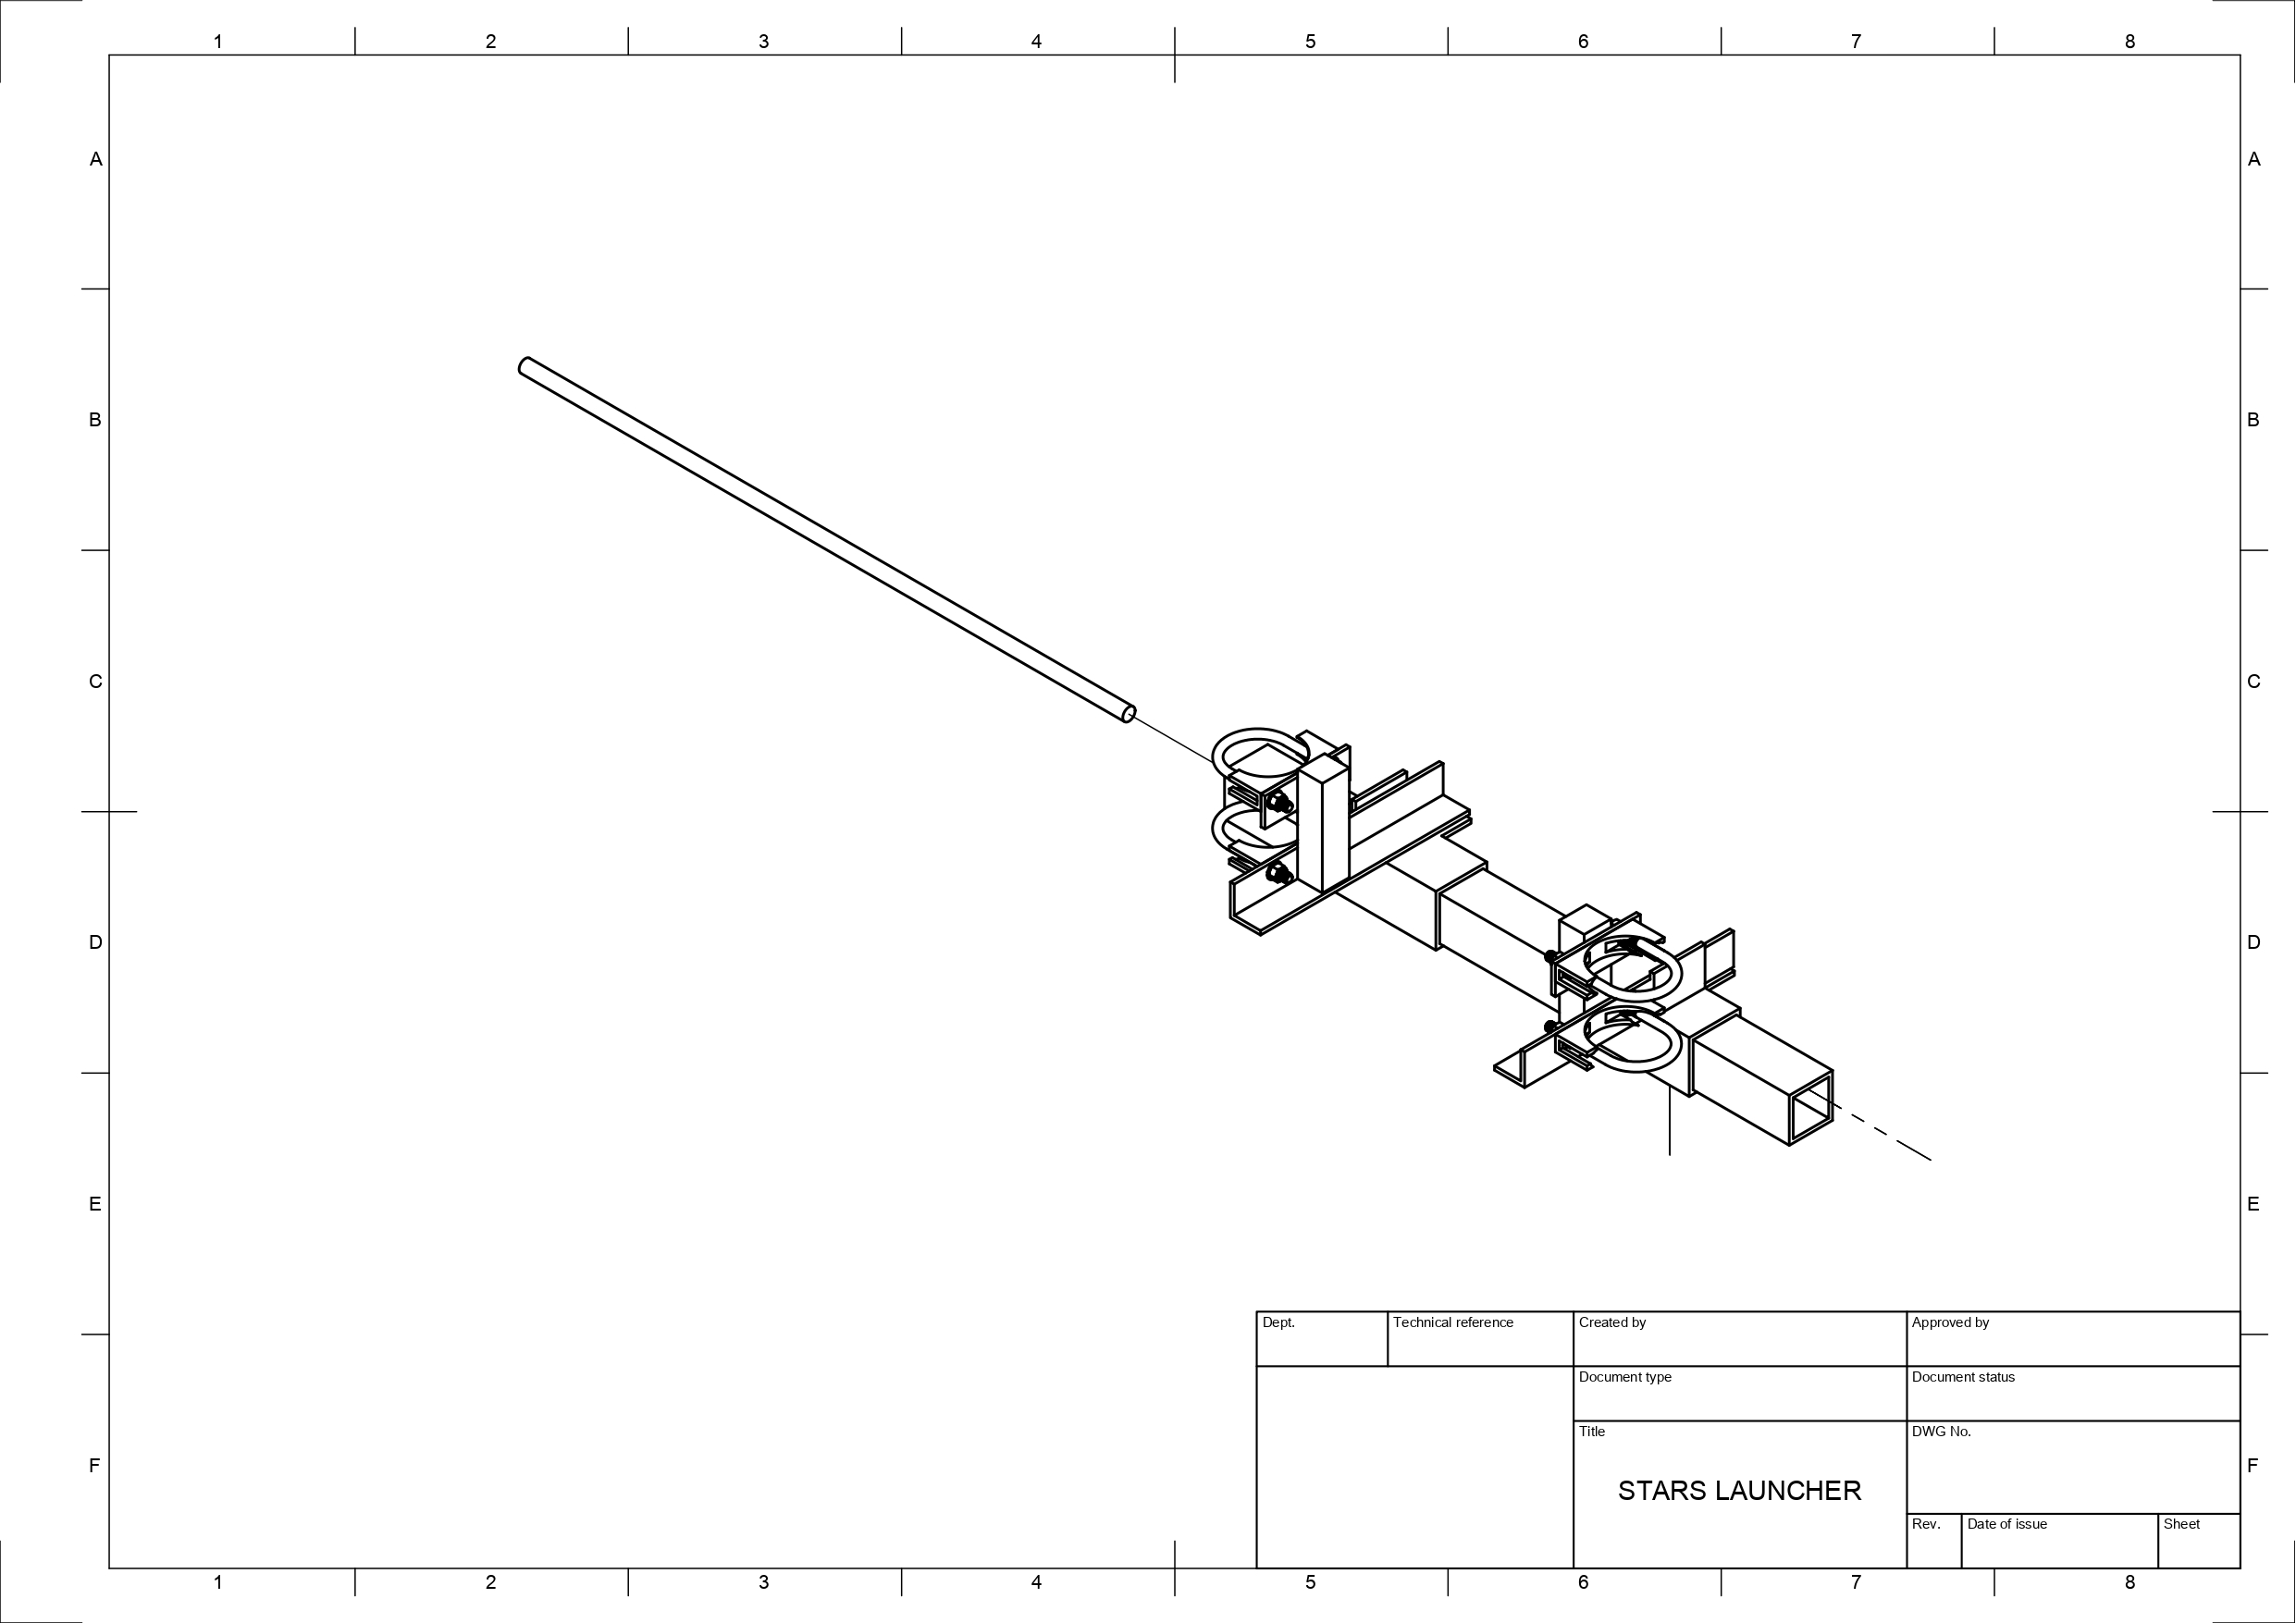 1 2 3 4 5 6 7 8
A A
B B
C C
D D
E E
Dept. Technical reference Created by Approved by
Document type Document status
Title DWG No.
F F
STARS LAUNCHER
Rev. Date of issue Sheet
1 2 3 4 5 6 7 8